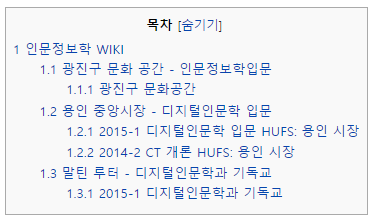 목차 [숨기기]
1 인문정보학 WIKI
1.1 광진구 문화 공간 - 인문정보학입문
1.1.1 광진구 문화공간
1.2 용인 중앙시장 - 디지털인문학 입문
1.2.1 2015-1 디지털인문학 입문 HUFS: 용인 시장
1.2.2 2014-2 CT 개론 HUFS: 용인 시장
1.3 말틴 루터 - 디지털인문학과 기독교
1.3.1 2015-1 디지털인문학과 기독교